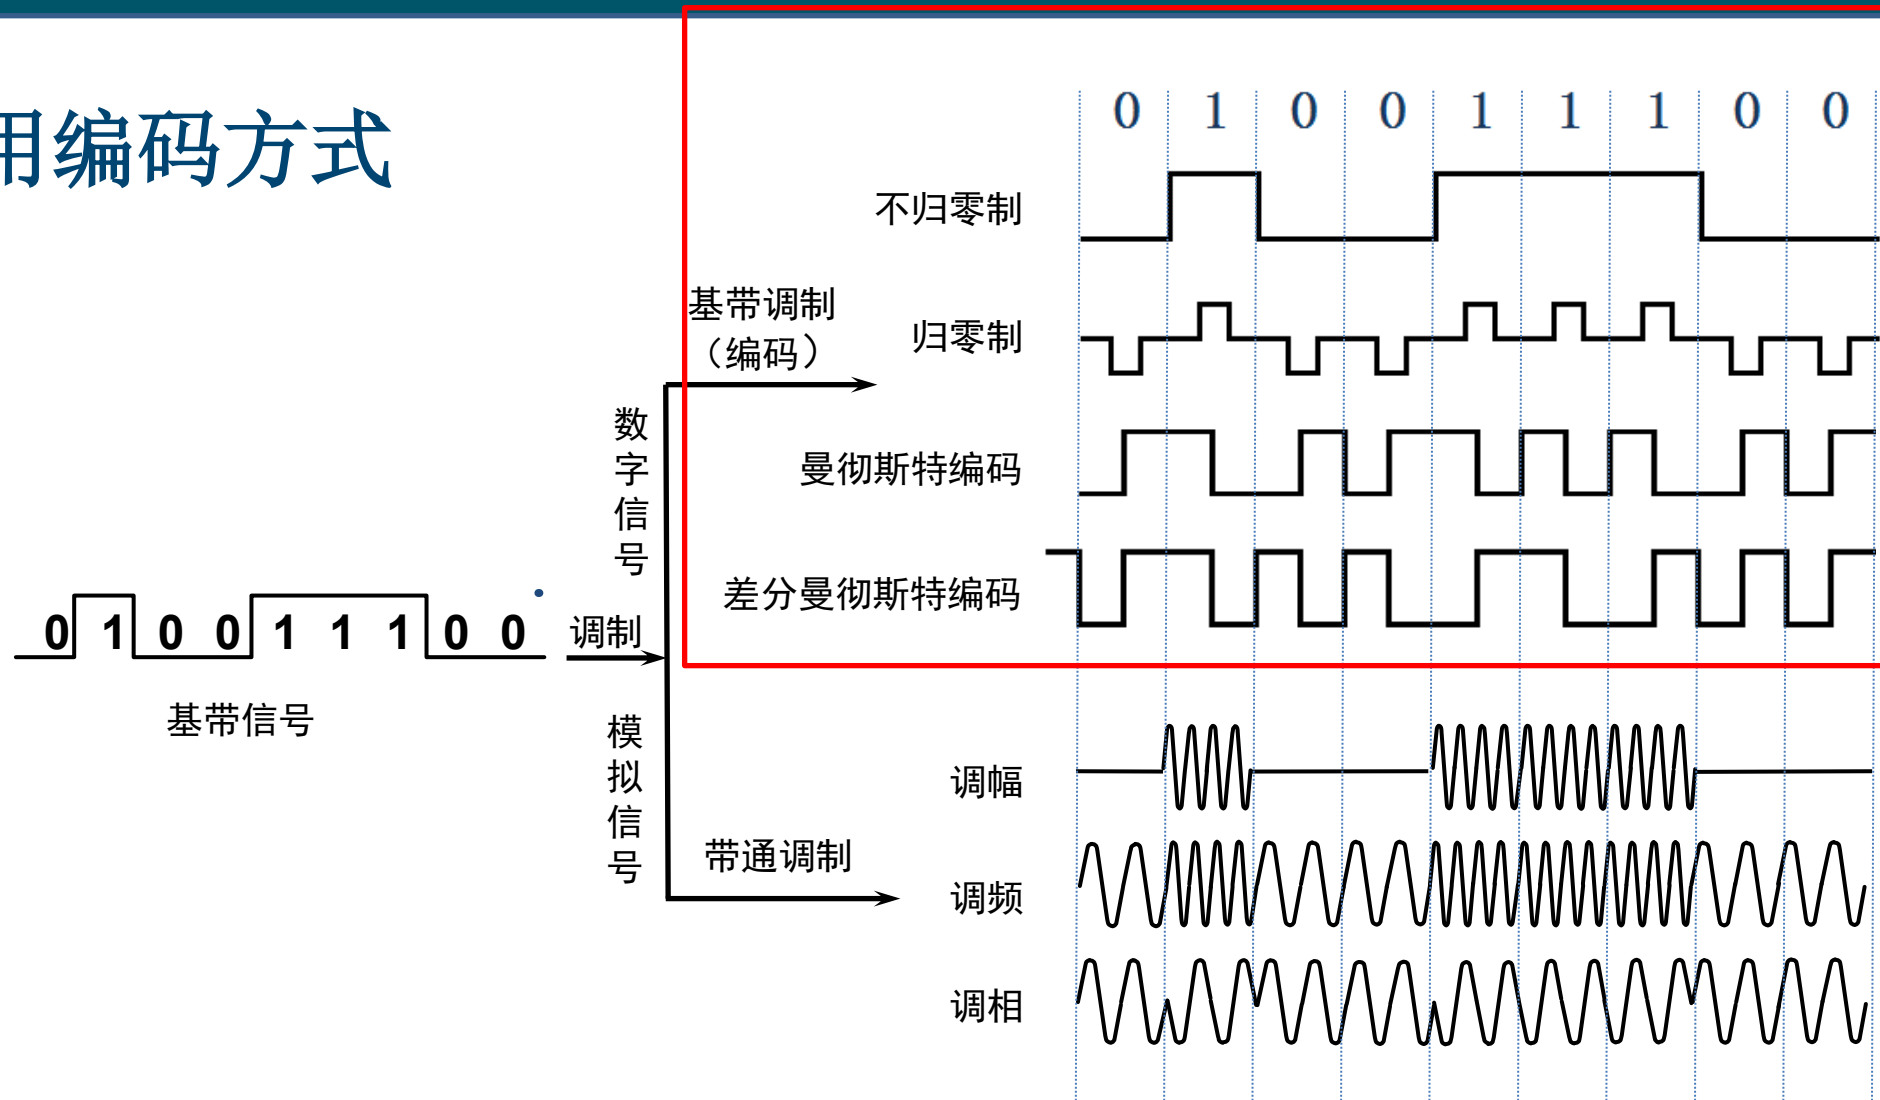 用编码方式
0 1 0 0 1 1 1 0 0
不归零制
基带调制
（编码）
归零制
数字信号
曼彻斯特编码
差分曼彻斯特编码
0 1 0 0 1 1 1 0 0
调制
基带信号
模拟信号
调幅
带通调制
调频
调相